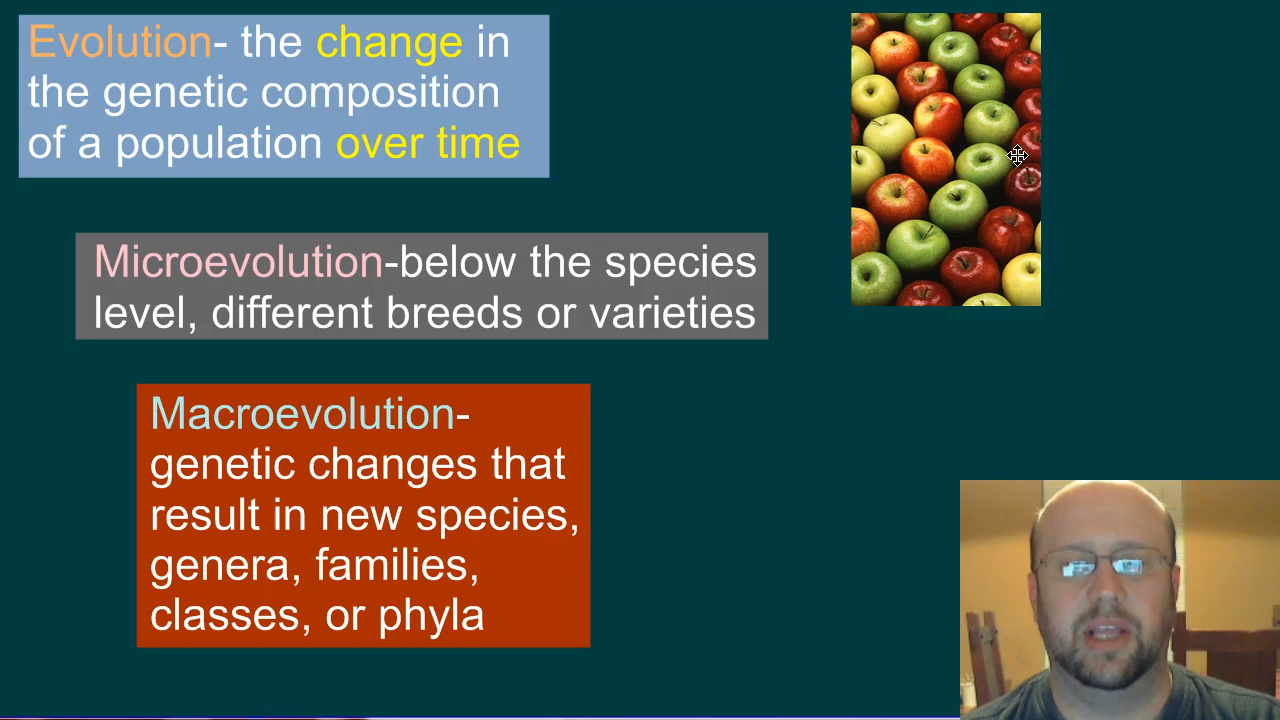 Evolution- the change in
the genetic composition
of a population over time
Microevolution-below the species
level, different breeds or varieties
Macroevolution-
genetic changes that
result in new species,
genera, families,
classes, or phyla